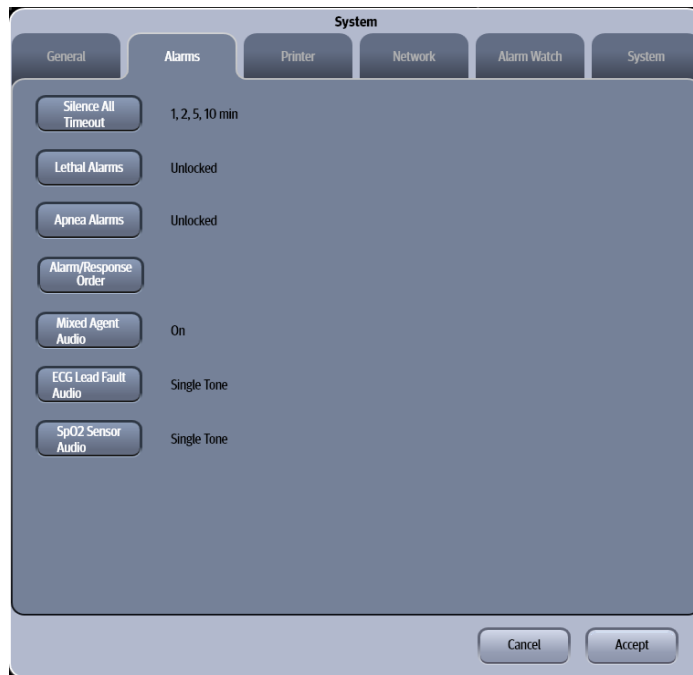 System
General
Alarms
Printer
Network
Alarm Watch
System
Silence All
Timeout
1, 2, 5, 10 min
Lethal Alarms
Unlocked
Apnea Alarms
Unlocked
Alarm/Response
Order
Mixed Agent
Audio
On
ECG Lead Fault
Audio
Single Tone
SpO2 Sensor
Audio
Single Tone
Cancel
Accept